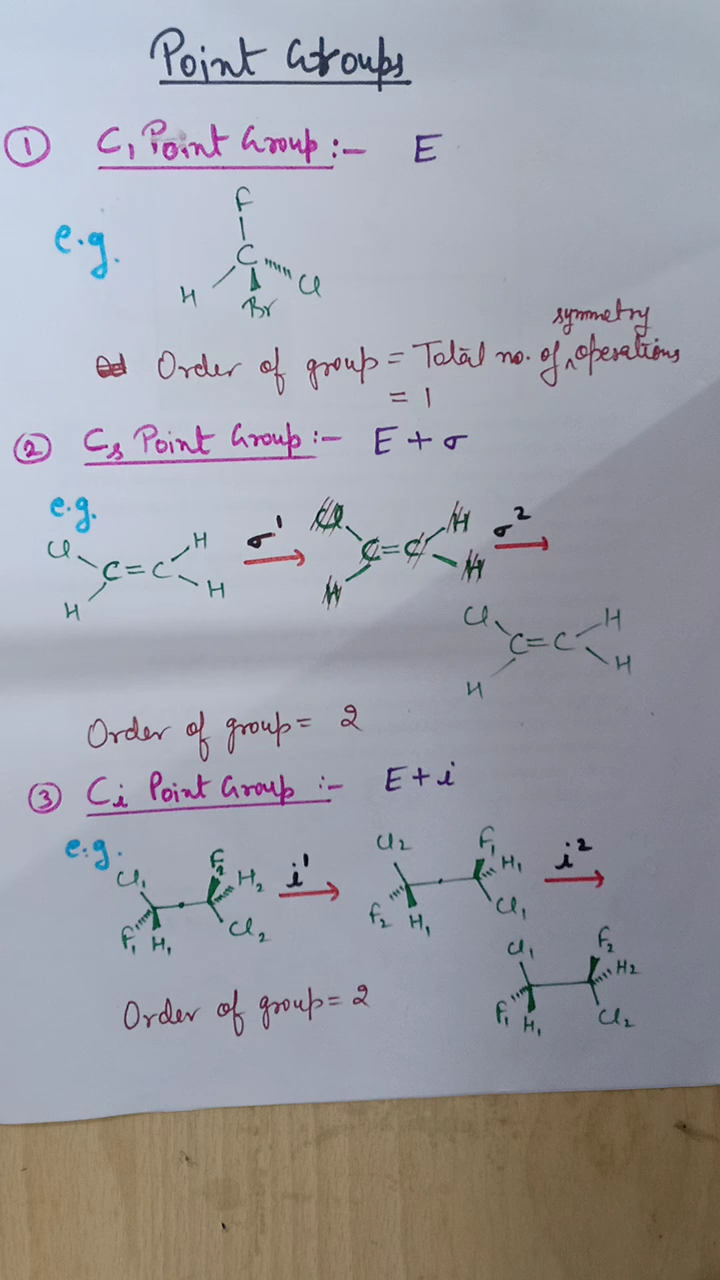 Point Groups
① C₁ Point Group :- E
e.g.
F
C
H
Cl
Br
symmetry
Order of group = Total no. of ^ operations
= 1
② Cs Point Group :- E + σ
e.g.
Cl H σ¹ Cl H σ²
C=C C=C
H H H H
Cl H
C=C
H H
Order of group = 2
③ Ci Point Group :- E + i
e.g.
Cl₁ F₂ H₂ i¹ Cl₂ F₁ H₁ i²
F₁ H₁ Cl₂ F₂ H₁ Cl₁
Cl₁ F₂ H₂
F₁ H₁ Cl₂
Order of group = 2